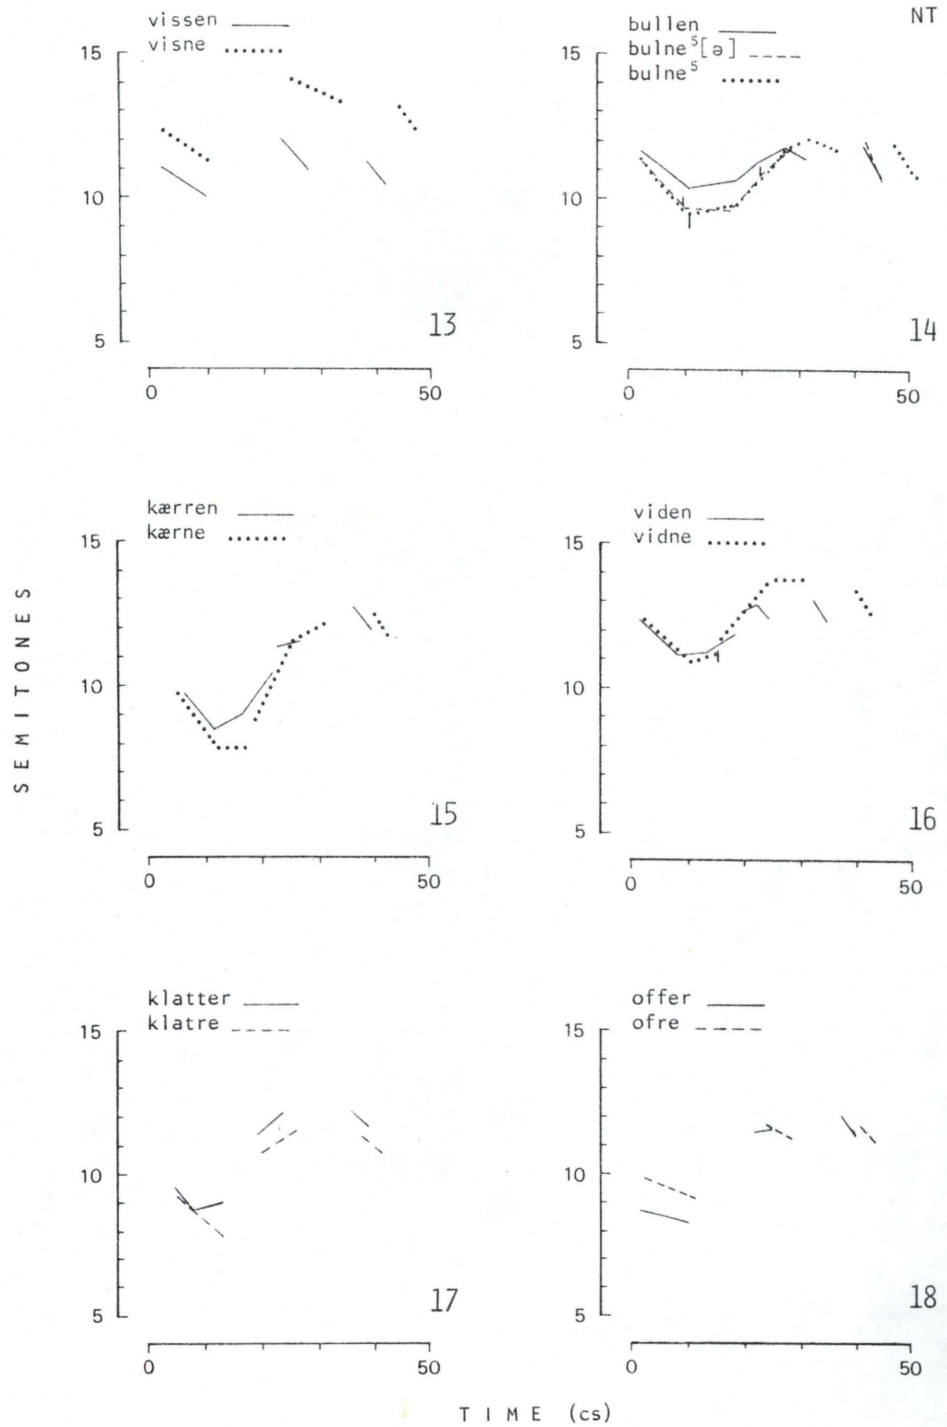 NT
vissen
visne
15
10
5
13
0 50
bullen
bulne⁵[ə]
bulne⁵
15
10
5
14
0 50
kærren
kærne
15
10
5
15
0 50
viden
vidne
15
10
5
16
0 50
klatter
klatre
15
10
5
17
0 50
offer
ofre
15
10
5
18
0 50
SEMITONES
TIME (cs)